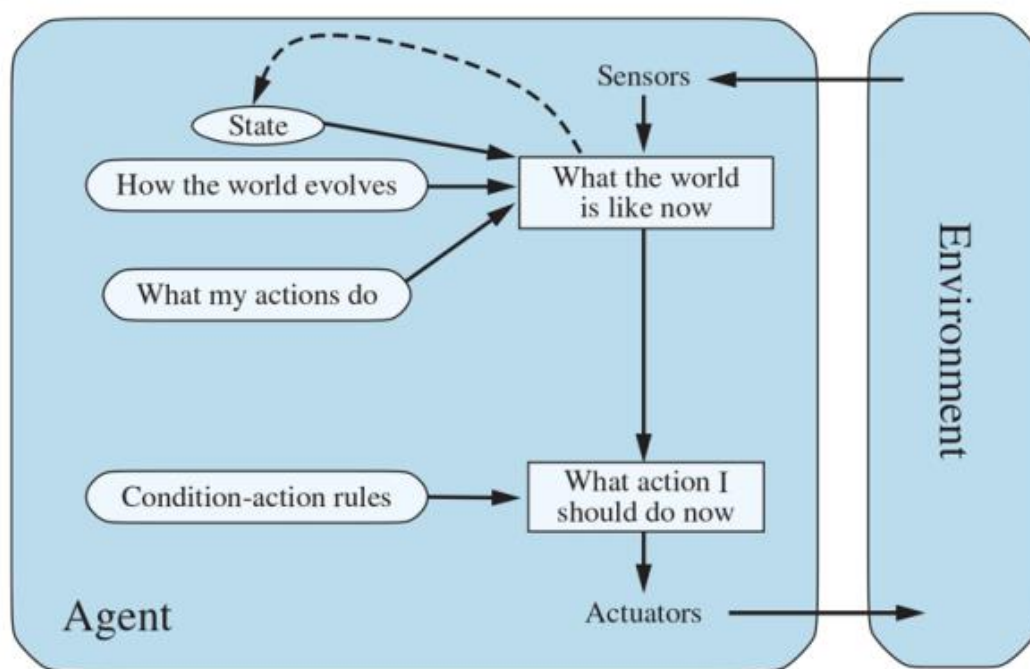 Sensors
State
How the world evolves
What the world
is like now
What my actions do
Environment
Condition-action rules
What action I
should do now
Agent
Actuators